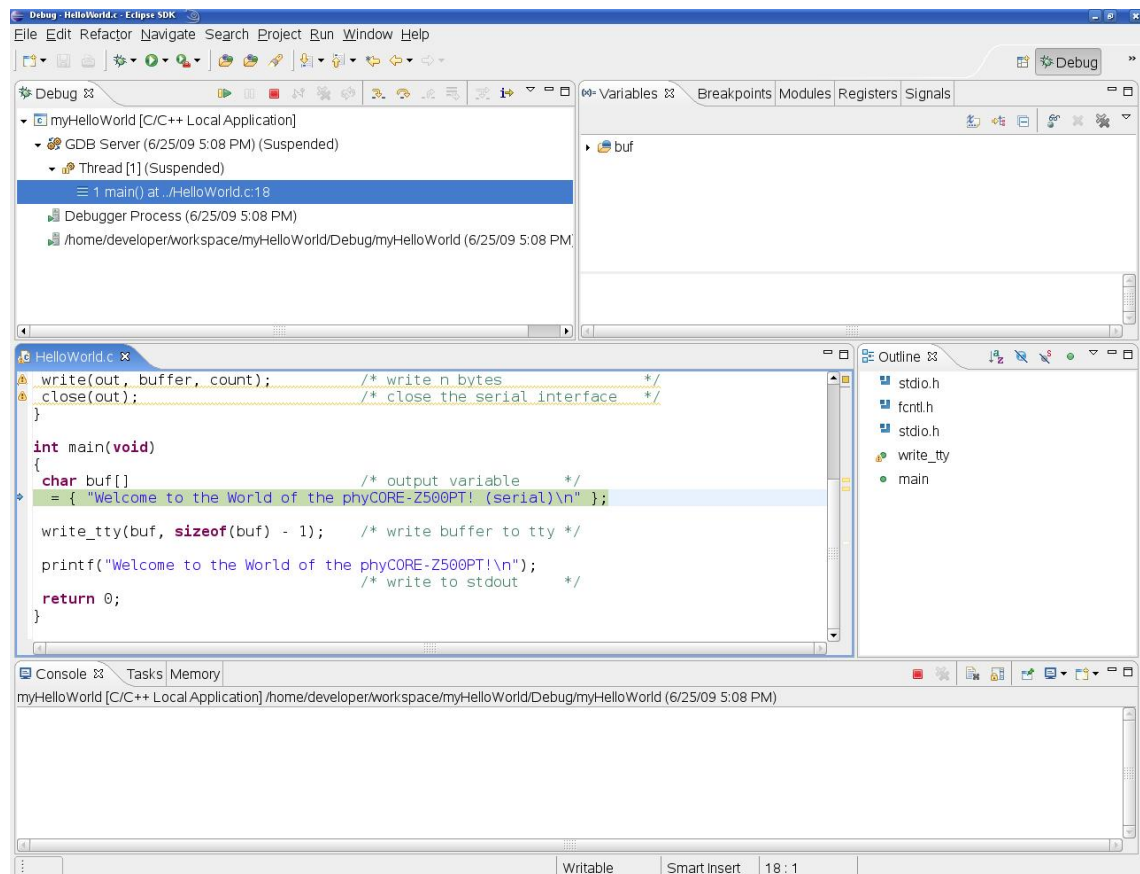 Debug - HelloWorld.c - Eclipse SDK
File Edit Refactor Navigate Search Project Run Window Help
Debug »
Debug
Variables Breakpoints Modules Registers Signals
myHelloWorld [C/C++ Local Application]
GDB Server (6/25/09 5:08 PM) (Suspended)
Thread [1] (Suspended)
1 main() at ../HelloWorld.c:18
Debugger Process (6/25/09 5:08 PM)
/home/developer/workspace/myHelloWorld/Debug/myHelloWorld (6/25/09 5:08 PM)
buf
HelloWorld.c
write(out, buffer, count); /* write n bytes */
close(out); /* close the serial interface */
}
int main(void)
{
char buf[] /* output variable */
= { "Welcome to the World of the phyCORE-Z500PT! (serial)\n" };
write_tty(buf, sizeof(buf) - 1); /* write buffer to tty */
printf("Welcome to the World of the phyCORE-Z500PT!\n");
/* write to stdout */
return 0;
}
Outline
stdio.h
fcntl.h
stdio.h
write_tty
main
Console Tasks Memory
myHelloWorld [C/C++ Local Application] /home/developer/workspace/myHelloWorld/Debug/myHelloWorld (6/25/09 5:08 PM)
Writable Smart Insert 18 : 1